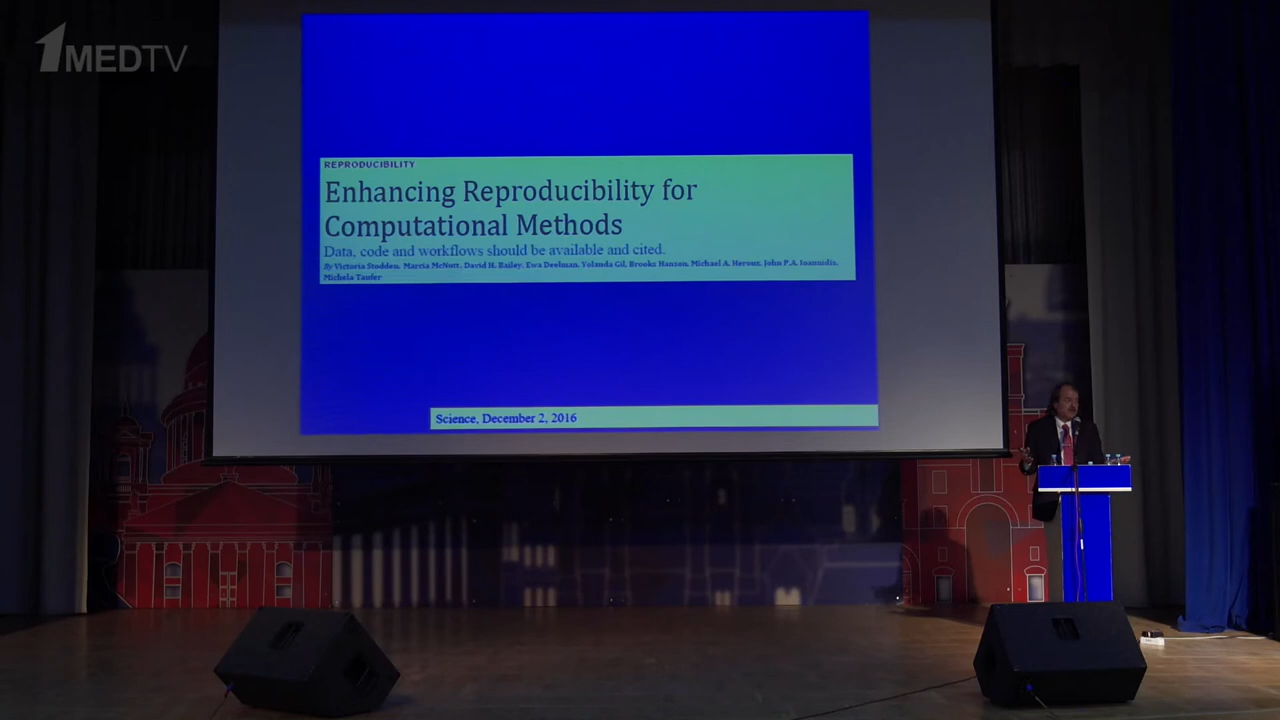 1MEDTV
REPRODUCIBILITY
Enhancing Reproducibility for
Computational Methods
Data, code and workflows should be available and cited.
By Victoria Stodden, Marcia McNutt, David H. Bailey, Ewa Deelman, Yolanda Gil, Brooks Hanson, Michael A. Heroux, John P.A. Ioannidis,
Michela Taufer
Science, December 2, 2016